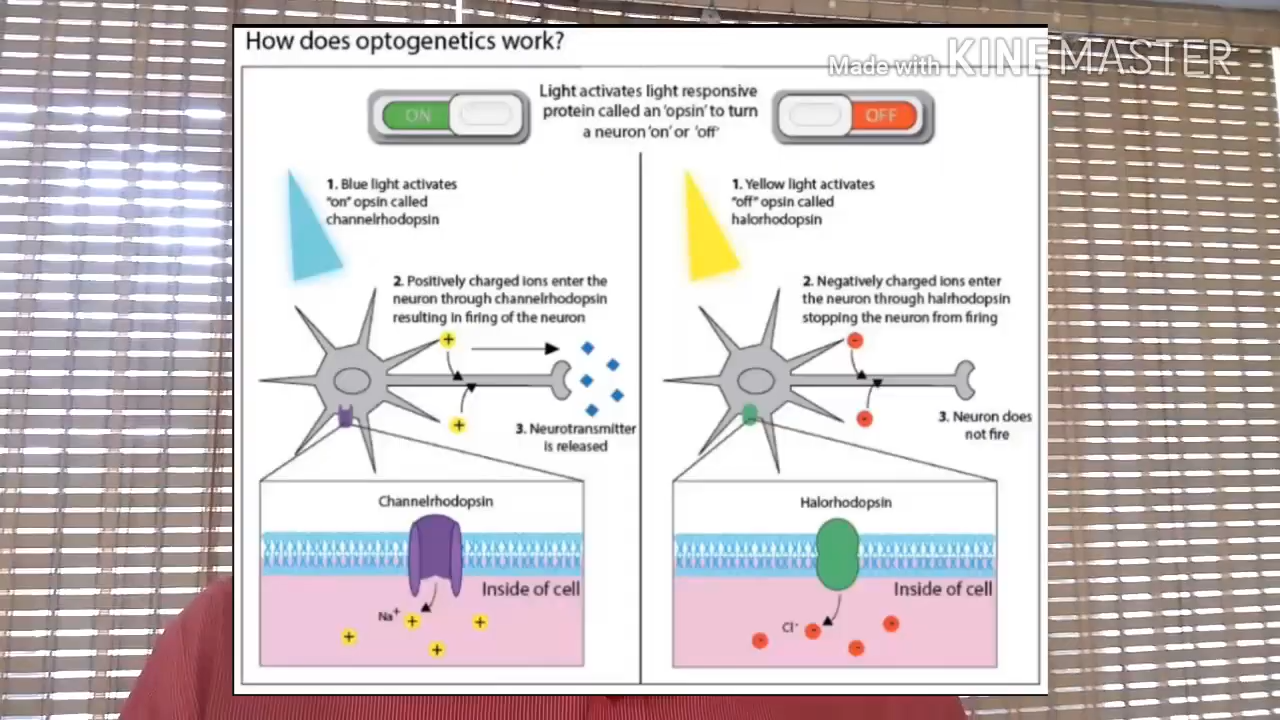 How does optogenetics work?
Made with KINEMASTER
ON
Light activates light responsive
protein called an 'opsin' to turn
a neuron 'on' or 'off'
OFF
1. Blue light activates
"on" opsin called
channelrhodopsin
2. Positively charged ions enter the
neuron through channelrhodopsin
resulting in firing of the neuron
+
+
3. Neurotransmitter
is released
Channelrhodopsin
Inside of cell
Na+
+
+
+
+
1. Yellow light activates
"off" opsin called
halorhodopsin
2. Negatively charged ions enter
the neuron through halrhodopsin
stopping the neuron from firing
-
-
3. Neuron does
not fire
Halorhodopsin
Inside of cell
Cl-
-
-
-
-